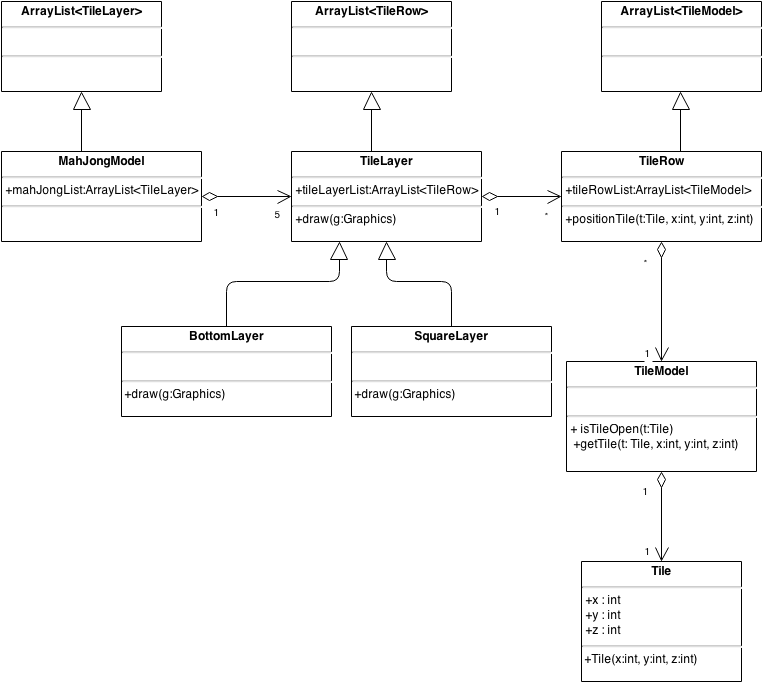 ArrayList<TileLayer>
ArrayList<TileRow>
ArrayList<TileModel>
MahJongModel
+mahJongList:ArrayList<TileLayer>
1
5
TileLayer
+tileLayerList:ArrayList<TileRow>
+draw(g:Graphics)
1
*
TileRow
+tileRowList:ArrayList<TileModel>
+positionTile(t:Tile, x:int, y:int, z:int)
*
1
BottomLayer
+draw(g:Graphics)
SquareLayer
+draw(g:Graphics)
TileModel
+ isTileOpen(t:Tile)
+getTile(t: Tile, x:int, y:int, z:int)
1
1
Tile
+x : int
+y : int
+z : int
+Tile(x:int, y:int, z:int)